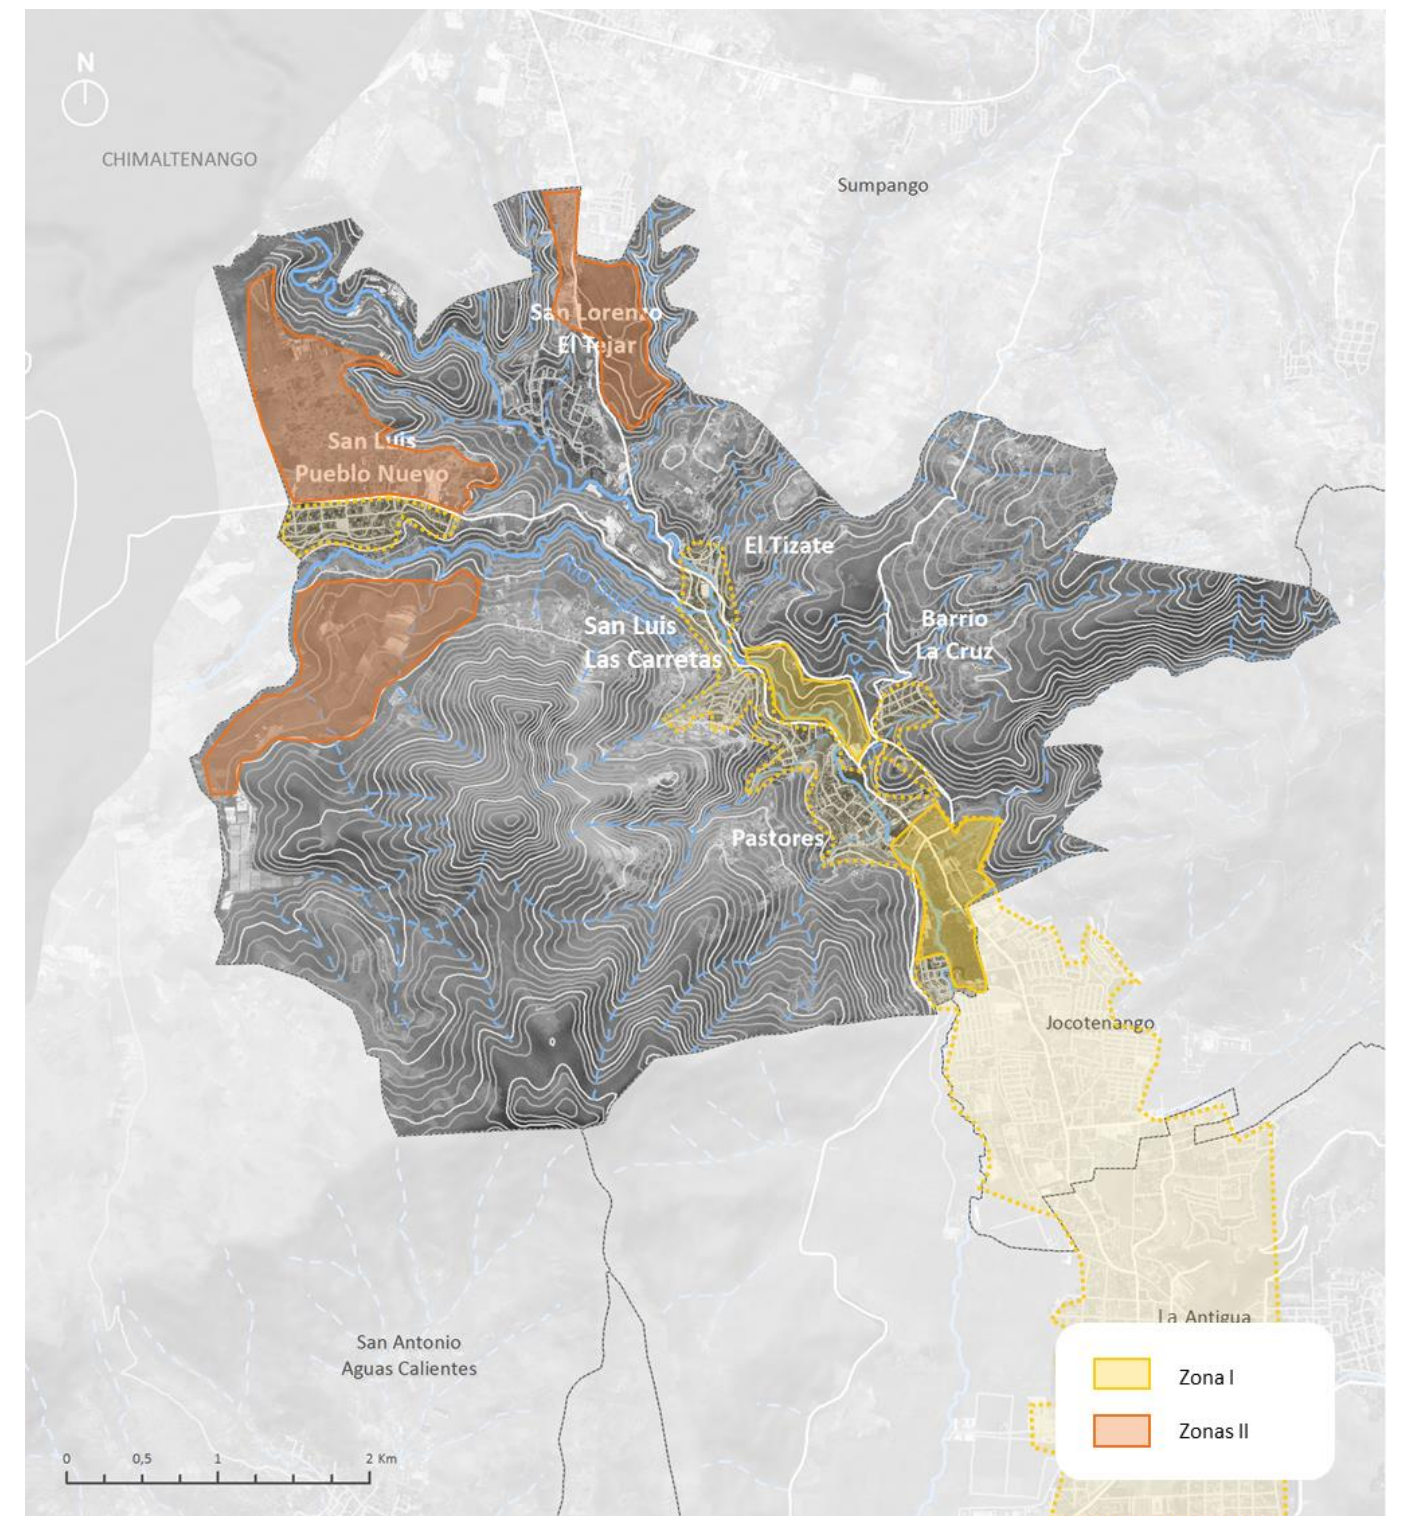 N
CHIMALTENANGO
Sumpango
San Lorenzo
El Tejar
San Luis
Pueblo Nuevo
El Tizate
San Luis
Las Carretas
Barrio
La Cruz
Pastores
Jocotenango
La Antigua
San Antonio
Aguas Calientes
Zona I
Zonas II
0 0,5 1 2 Km